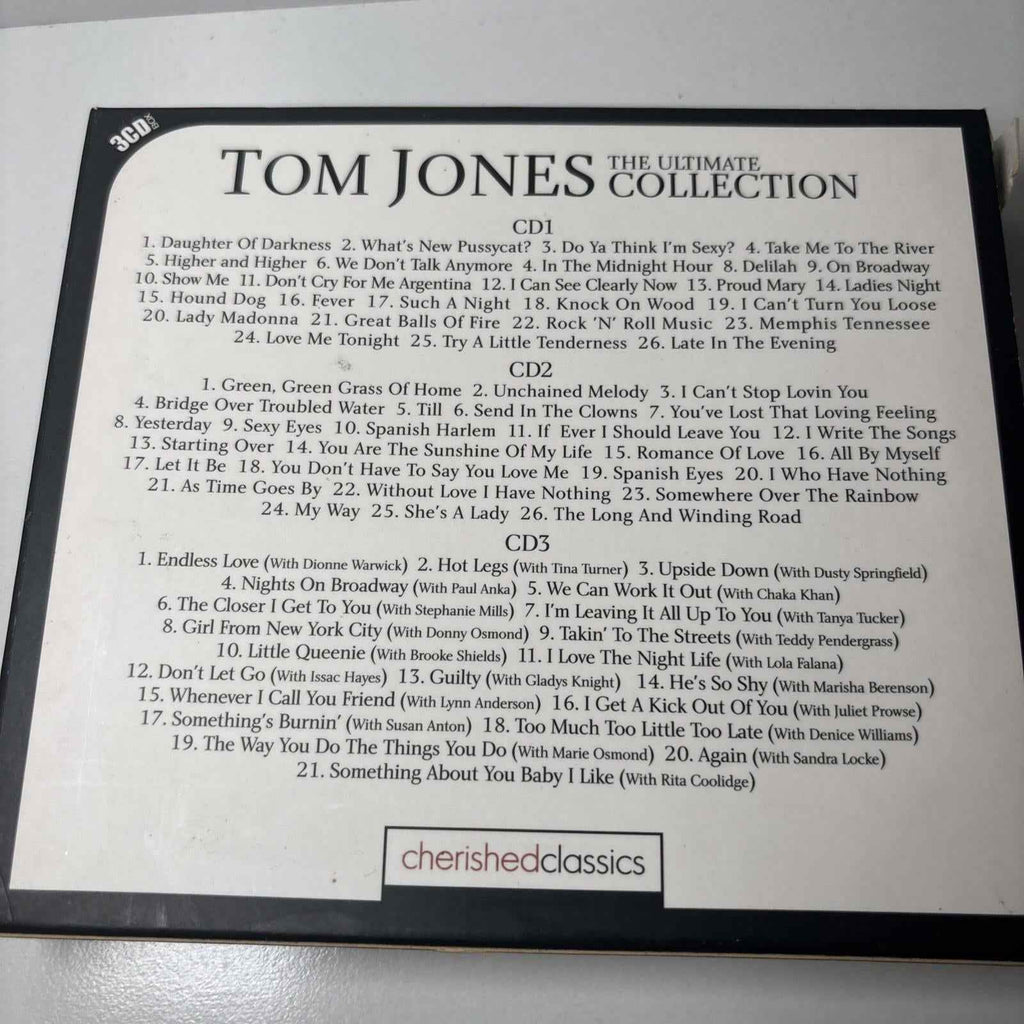 3CD BOX
TOM JONES THE ULTIMATE COLLECTION
CD1
1. Daughter Of Darkness 2. What's New Pussycat? 3. Do Ya Think I'm Sexy? 4. Take Me To The River
5. Higher and Higher 6. We Don't Talk Anymore 4. In The Midnight Hour 8. Delilah 9. On Broadway
10. Show Me 11. Don't Cry For Me Argentina 12. I Can See Clearly Now 13. Proud Mary 14. Ladies Night
15. Hound Dog 16. Fever 17. Such A Night 18. Knock On Wood 19. I Can't Turn You Loose
20. Lady Madonna 21. Great Balls Of Fire 22. Rock 'N' Roll Music 23. Memphis Tennessee
24. Love Me Tonight 25. Try A Little Tenderness 26. Late In The Evening
CD2
1. Green, Green Grass Of Home 2. Unchained Melody 3. I Can't Stop Lovin You
4. Bridge Over Troubled Water 5. Till 6. Send In The Clowns 7. You've Lost That Loving Feeling
8. Yesterday 9. Sexy Eyes 10. Spanish Harlem 11. If Ever I Should Leave You 12. I Write The Songs
13. Starting Over 14. You Are The Sunshine Of My Life 15. Romance Of Love 16. All By Myself
17. Let It Be 18. You Don't Have To Say You Love Me 19. Spanish Eyes 20. I Who Have Nothing
21. As Time Goes By 22. Without Love I Have Nothing 23. Somewhere Over The Rainbow
24. My Way 25. She's A Lady 26. The Long And Winding Road
CD3
1. Endless Love (With Dionne Warwick) 2. Hot Legs (With Tina Turner) 3. Upside Down (With Dusty Springfield)
4. Nights On Broadway (With Paul Anka) 5. We Can Work It Out (With Chaka Khan)
6. The Closer I Get To You (With Stephanie Mills) 7. I'm Leaving It All Up To You (With Tanya Tucker)
8. Girl From New York City (With Donny Osmond) 9. Takin' To The Streets (With Teddy Pendergrass)
10. Little Queenie (With Brooke Shields) 11. I Love The Night Life (With Lola Falana)
12. Don't Let Go (With Issac Hayes) 13. Guilty (With Gladys Knight) 14. He's So Shy (With Marisha Berenson)
15. Whenever I Call You Friend (With Lynn Anderson) 16. I Get A Kick Out Of You (With Juliet Prowse)
17. Something's Burnin' (With Susan Anton) 18. Too Much Too Little Too Late (With Denice Williams)
19. The Way You Do The Things You Do (With Marie Osmond) 20. Again (With Sandra Locke)
21. Something About You Baby I Like (With Rita Coolidge)
cherishedclassics